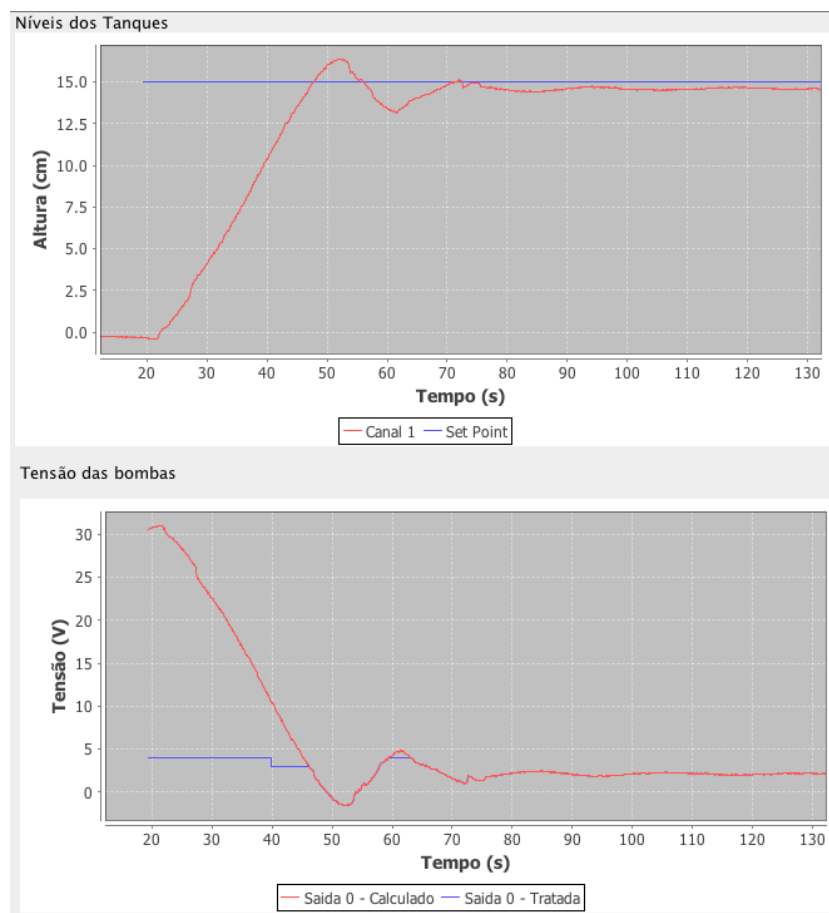 Níveis dos Tanques
15.0
12.5
10.0
7.5
5.0
2.5
0.0
Altura (cm)
20 30 40 50 60 70 80 90 100 110 120 130
Tempo (s)
Canal 1 Set Point
Tensão das bombas
30
25
20
15
10
5
0
Tensão (V)
20 30 40 50 60 70 80 90 100 110 120 130
Tempo (s)
Saida 0 - Calculado Saida 0 - Tratada